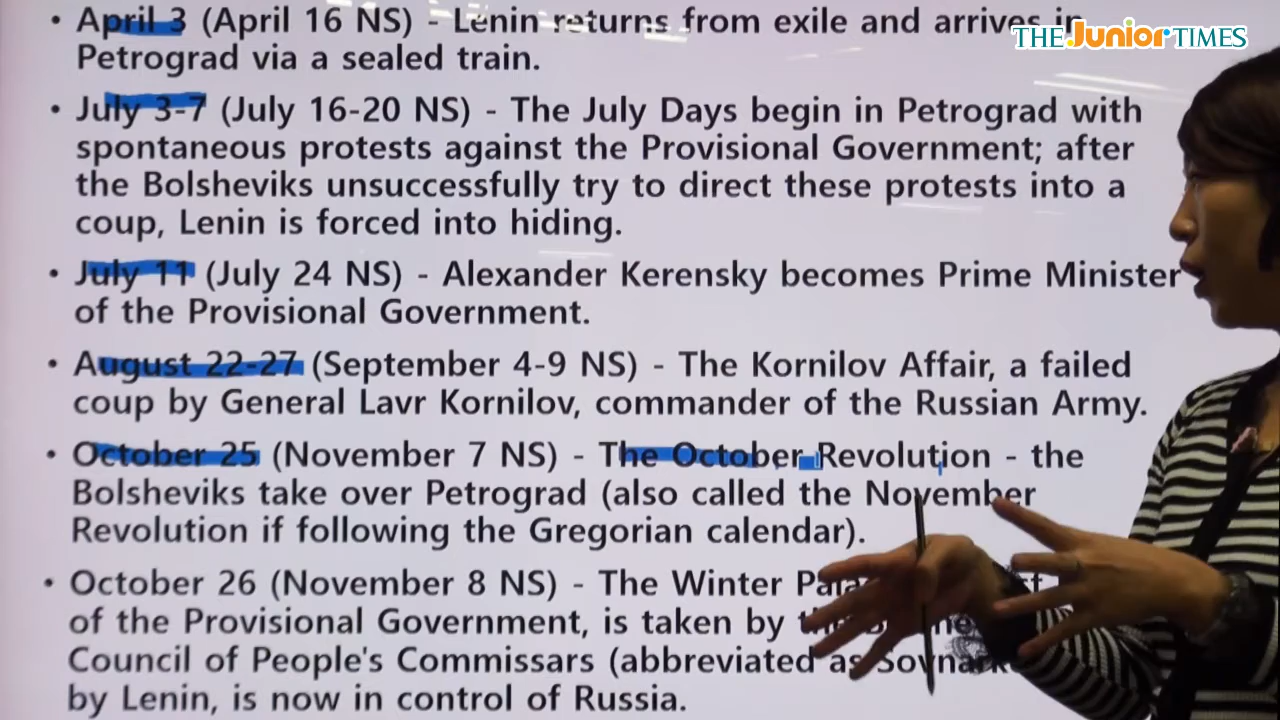 • April 3 (April 16 NS) - Lenin returns from exile and arrives in
THE Junior TIMES
Petrograd via a sealed train.
• July 3-7 (July 16-20 NS) - The July Days begin in Petrograd with
spontaneous protests against the Provisional Government; after
the Bolsheviks unsuccessfully try to direct these protests into a
coup, Lenin is forced into hiding.
• July 11 (July 24 NS) - Alexander Kerensky becomes Prime Minister
of the Provisional Government.
• August 22-27 (September 4-9 NS) - The Kornilov Affair, a failed
coup by General Lavr Kornilov, commander of the Russian Army.
• October 25 (November 7 NS) - The October Revolution - the
Bolsheviks take over Petrograd (also called the November
Revolution if following the Gregorian calendar).
• October 26 (November 8 NS) - The Winter
of the Provisional Government, is taken by
Council of People's Commissars (abbreviated as
by Lenin, is now in control of Russia.